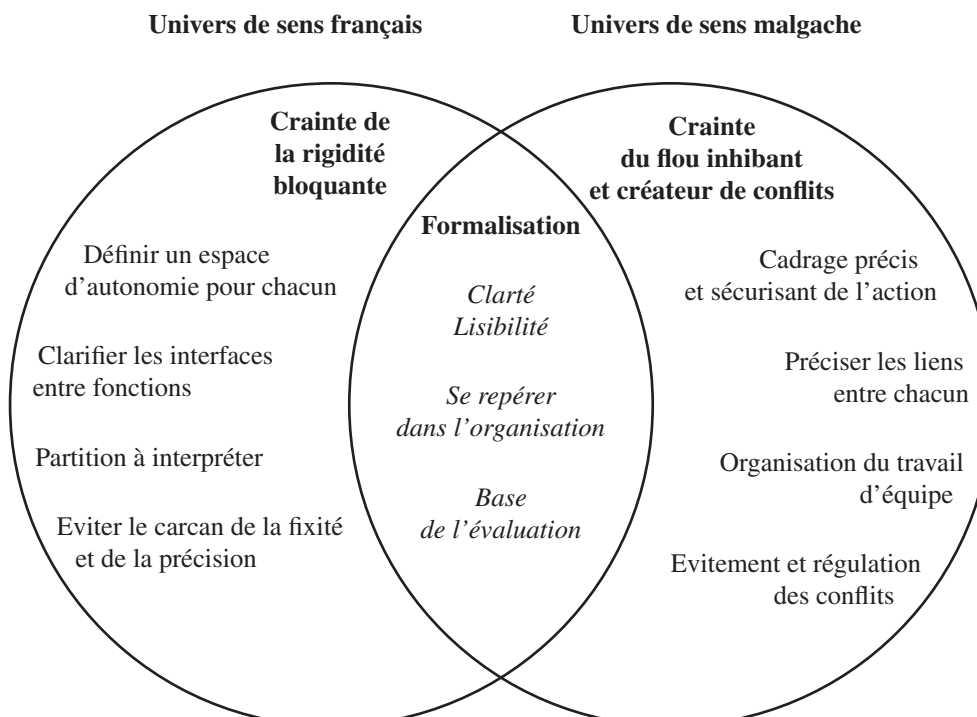 Univers de sens français
Univers de sens malgache
Crainte de
la rigidité
bloquante
Définir un espace
d'autonomie pour chacun
Clarifier les interfaces
entre fonctions
Partition à interpréter
Eviter le carcan de la fixité
et de la précision
Formalisation
Clarté
Lisibilité
Se repérer
dans l'organisation
Base
de l'évaluation
Crainte
du flou inhibant
et créateur de conflits
Cadrage précis
et sécurisant de l'action
Préciser les liens
entre chacun
Organisation du travail
d'équipe
Evitement et régulation
des conflits